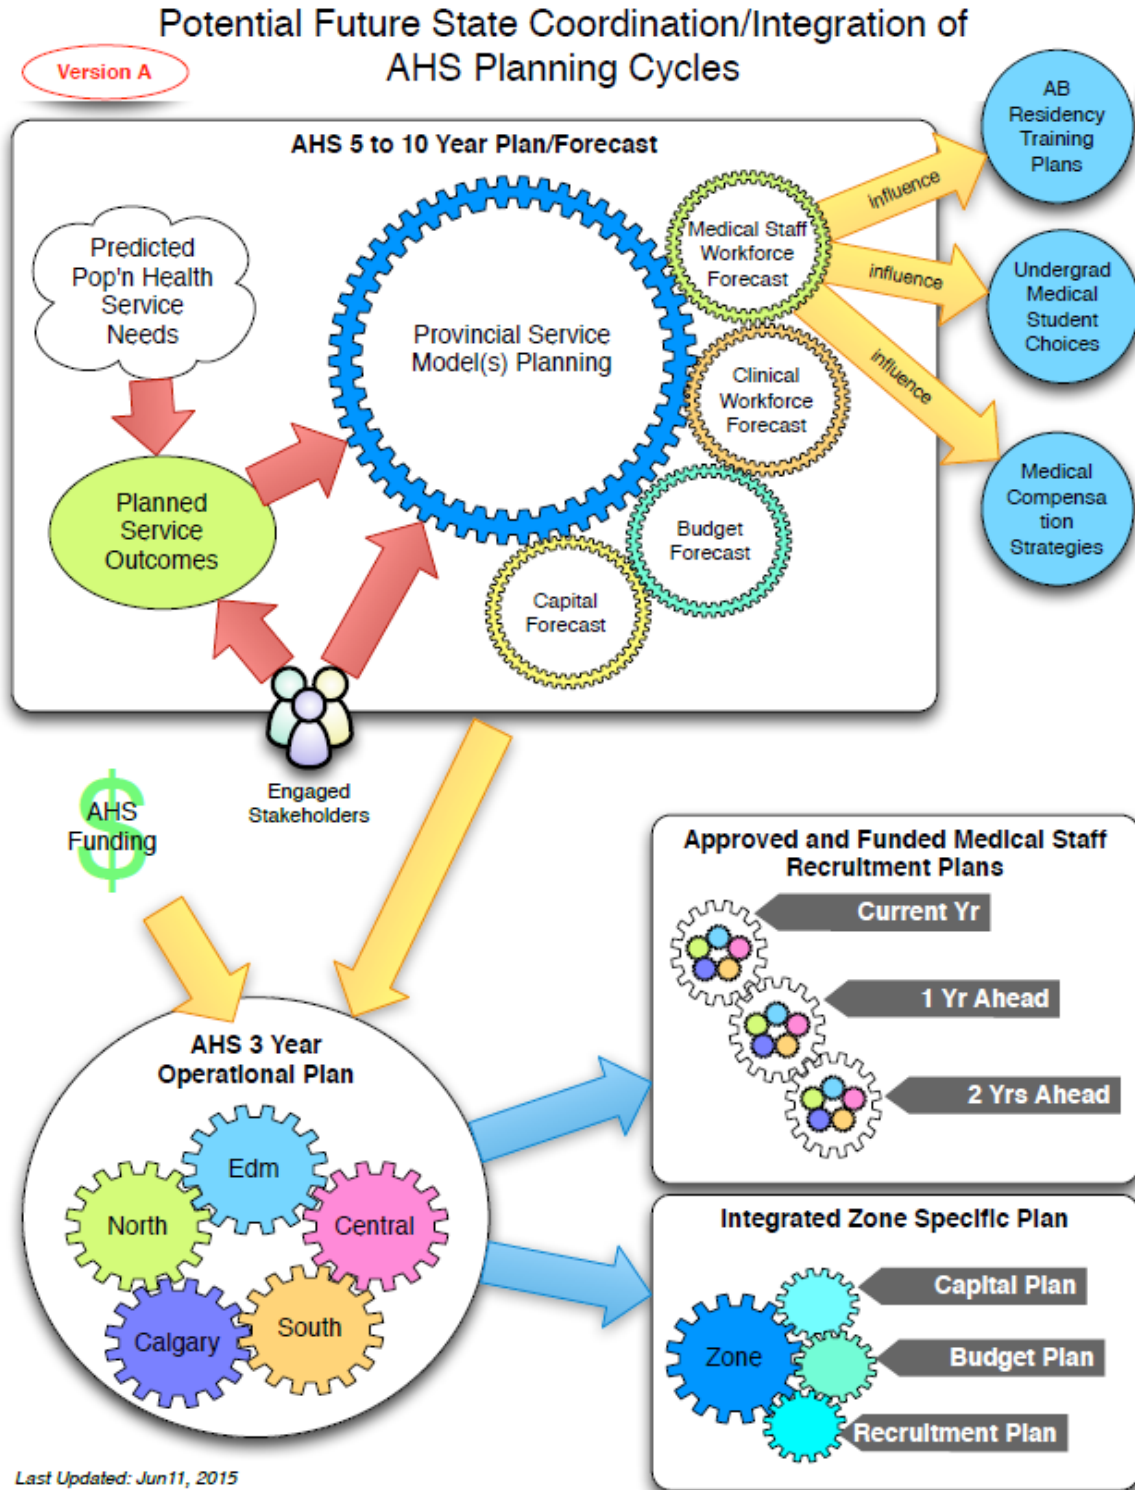 Potential Future State Coordination/Integration of
AHS Planning Cycles
Version A
AHS 5 to 10 Year Plan/Forecast
Predicted
Pop'n Health
Service
Needs
Planned
Service
Outcomes
Provincial Service
Model(s) Planning
Medical Staff
Workforce
Forecast
Clinical
Workforce
Forecast
Budget
Forecast
Capital
Forecast
influence
influence
influence
AB
Residency
Training
Plans
Undergrad
Medical
Student
Choices
Medical
Compensa
tion
Strategies
Engaged
Stakeholders
$
AHS
Funding
AHS 3 Year
Operational Plan
Edm
North
Central
Calgary
South
Approved and Funded Medical Staff
Recruitment Plans
Current Yr
1 Yr Ahead
2 Yrs Ahead
Integrated Zone Specific Plan
Zone
Capital Plan
Budget Plan
Recruitment Plan
Last Updated: Jun11, 2015